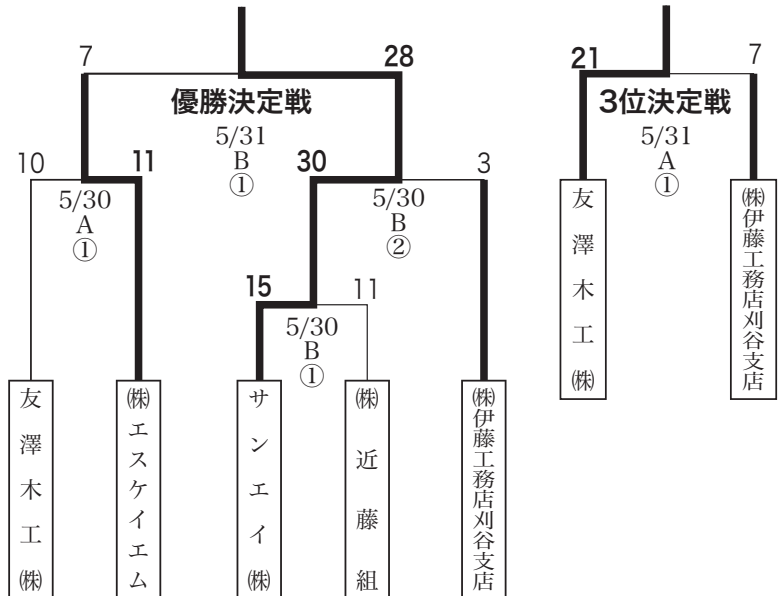 7
28
優勝決定戦
5/31
B
①
10
11
5/30
A
①
30
3
5/30
B
②
15
11
5/30
B
①
友澤木工㈱
㈱エスケイエム
サンエイ㈱
㈱近藤組
㈱伊藤工務店刈谷支店
21
7
3位決定戦
5/31
A
①
友澤木工㈱
㈱伊藤工務店刈谷支店